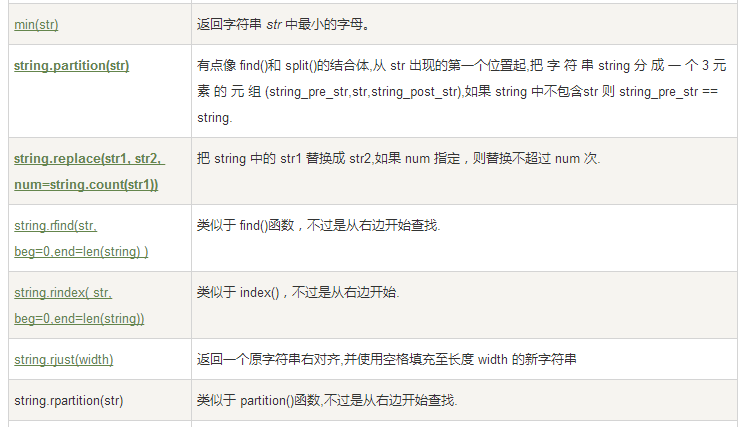 min(str)
返回字符串 str 中最小的字母。
string.partition(str)
有点像 find()和 split()的结合体,从 str 出现的第一个位置起,把 字 符 串 string 分 成 一 个 3 元
素 的 元 组 (string_pre_str,str,string_post_str),如果 string 中不包含str 则 string_pre_str ==
string.
string.replace(str1, str2,
num=string.count(str1))
把 string 中的 str1 替换成 str2,如果 num 指定，则替换不超过 num 次.
string.rfind(str,
beg=0,end=len(string) )
类似于 find()函数，不过是从右边开始查找.
string.rindex( str,
beg=0,end=len(string))
类似于 index()，不过是从右边开始.
string.rjust(width)
返回一个原字符串右对齐,并使用空格填充至长度 width 的新字符串
string.rpartition(str)
类似于 partition()函数,不过是从右边开始查找.